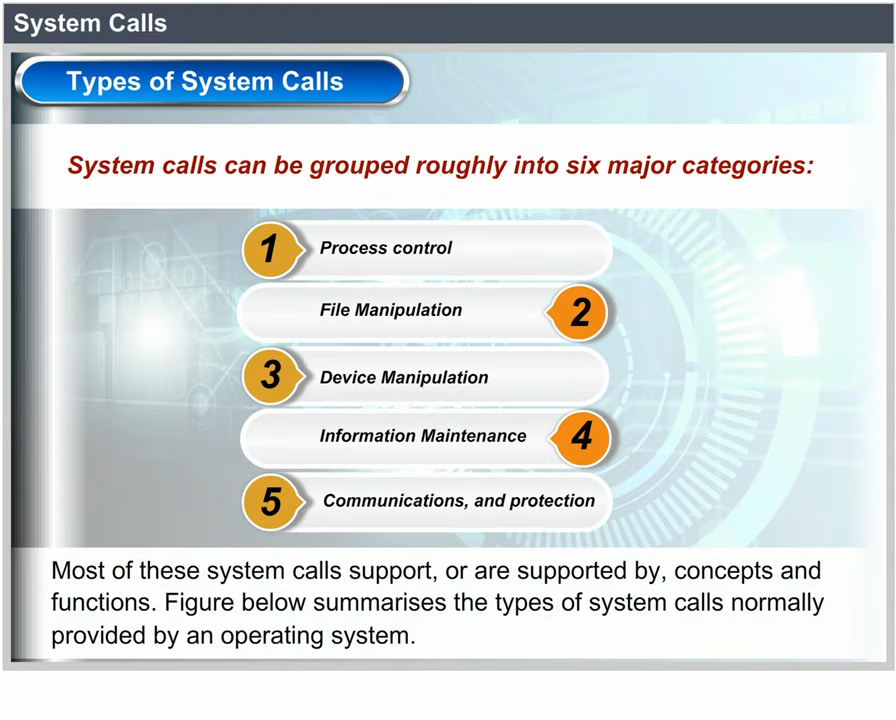 System Calls
Types of System Calls
System calls can be grouped roughly into six major categories:
1 Process control
File Manipulation 2
3 Device Manipulation
Information Maintenance 4
5 Communications, and protection
Most of these system calls support, or are supported by, concepts and
functions. Figure below summarises the types of system calls normally
provided by an operating system.